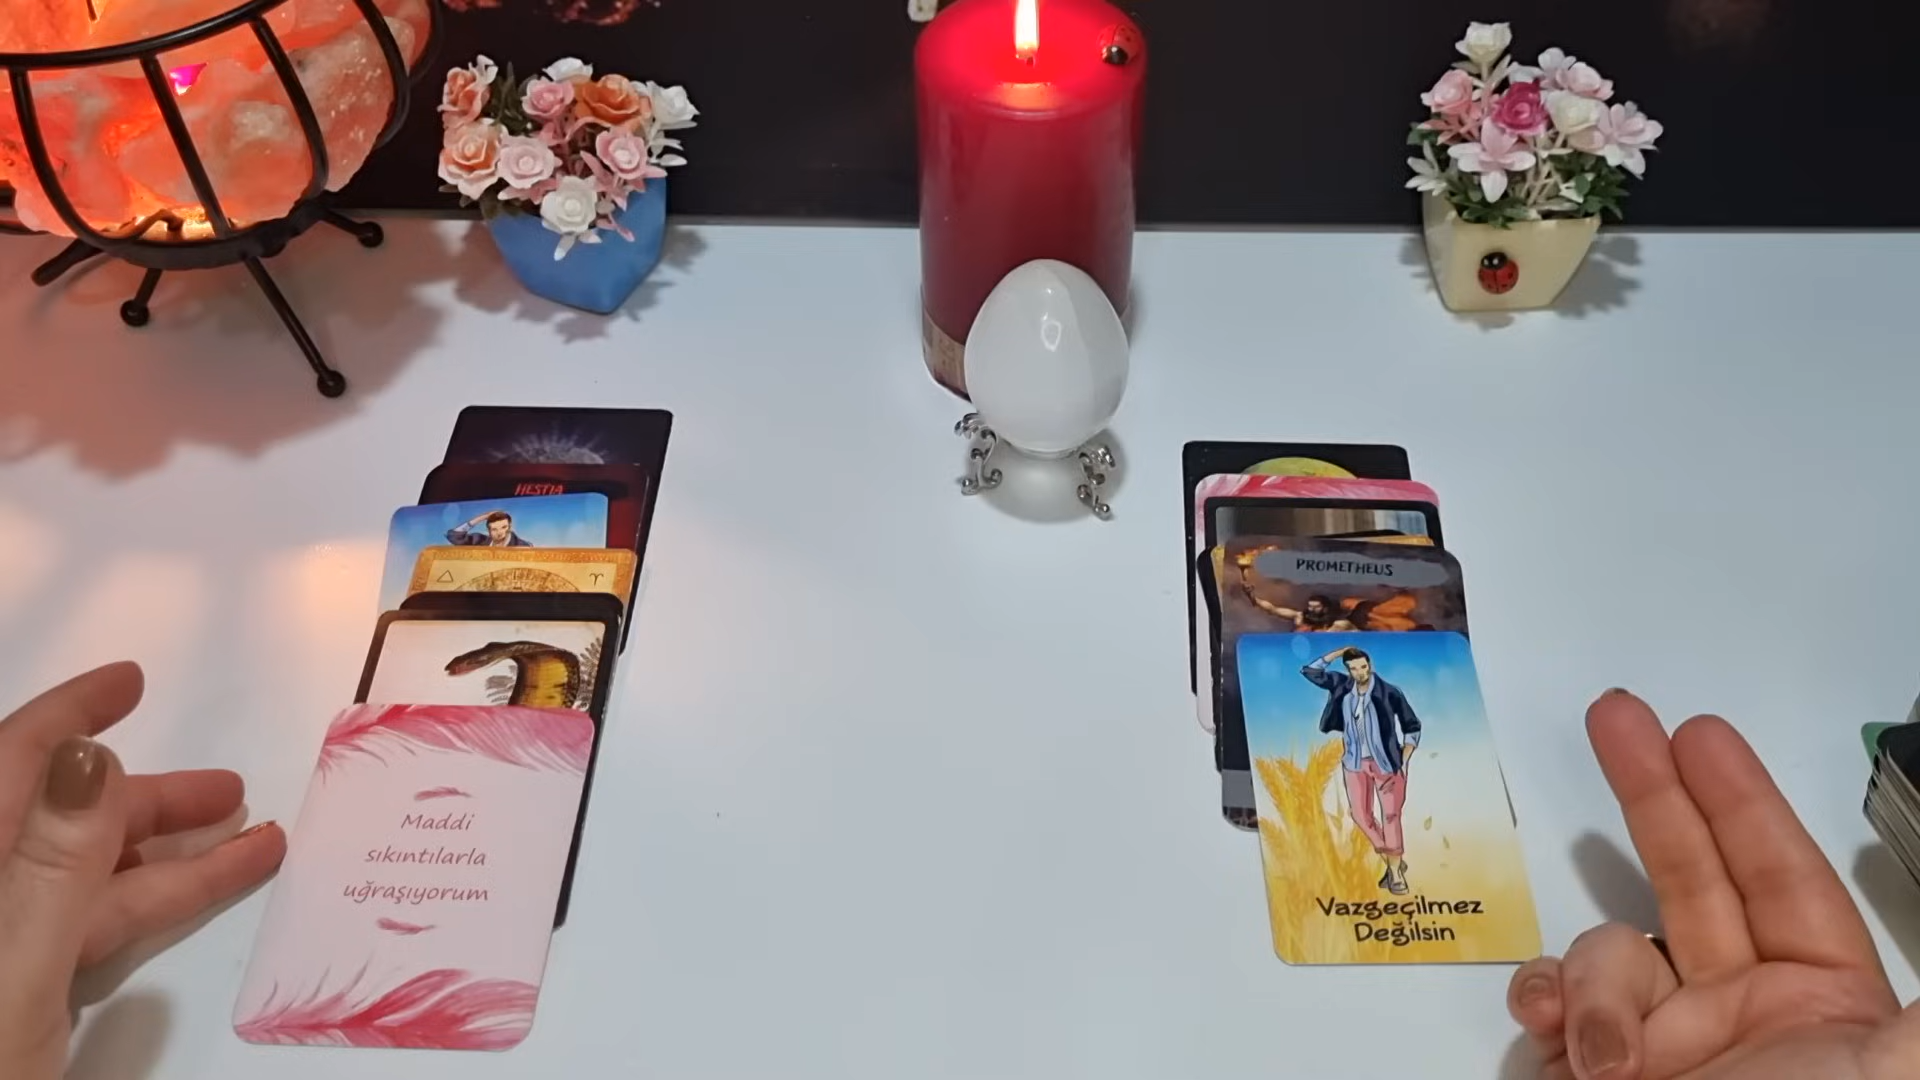 HESTIA
Maddi
sıkıntılarla
uğraşıyorum
PROMETHEUS
Vazgeçilmez
Değilsin